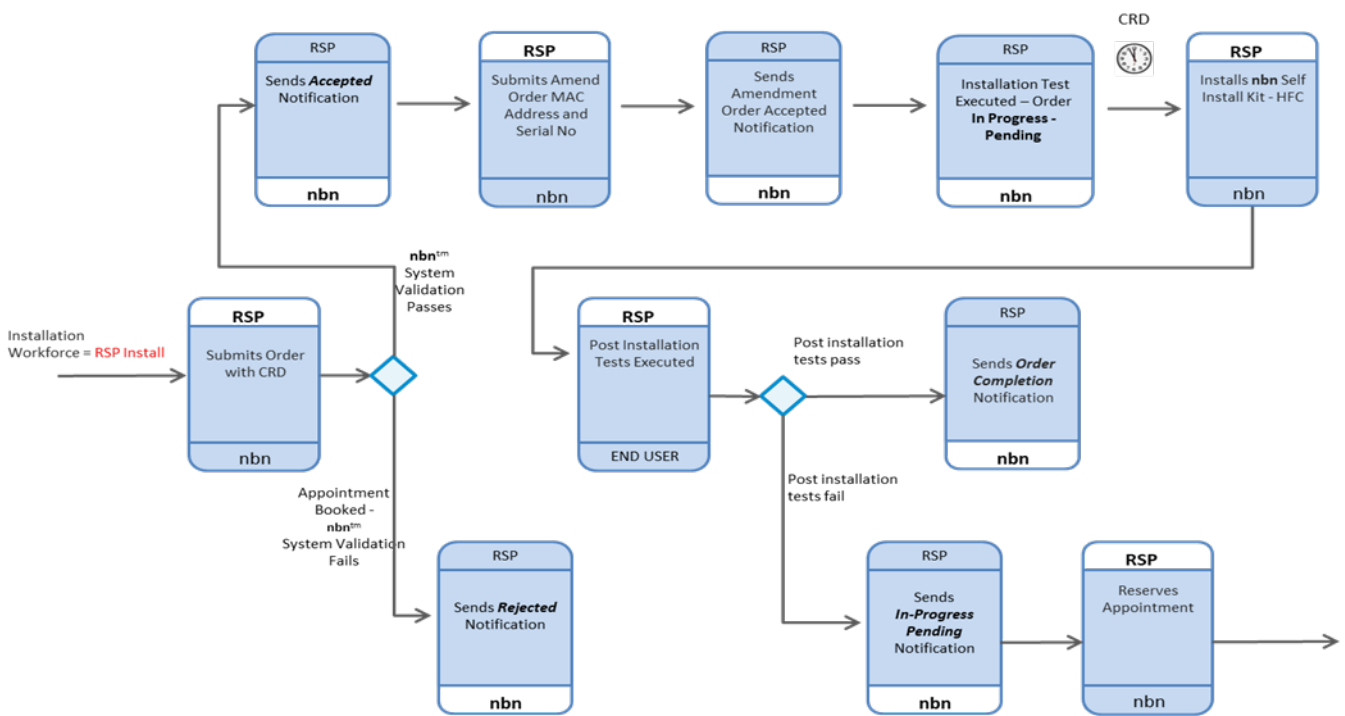 CRD
RSP
Sends Accepted
Notification
nbn
RSP
Submits Amend
Order MAC
Address and
Serial No
nbn
RSP
Sends
Amendment
Order Accepted
Notification
nbn
RSP
Installation Test
Executed – Order
In Progress -
Pending
nbn
RSP
Installs nbn Self
Install Kit - HFC
nbn
nbn™
System
Validation
Passes
Installation
Workforce = RSP Install
RSP
Submits Order
with CRD
nbn
RSP
Post Installation
Tests Executed
END USER
Post installation
tests pass
RSP
Sends Order
Completion
Notification
nbn
Post installation
tests fail
Appointment
Booked -
nbn™
System Validation
Fails
RSP
Sends Rejected
Notification
nbn
RSP
Sends
In-Progress
Pending
Notification
nbn
RSP
Reserves
Appointment
nbn